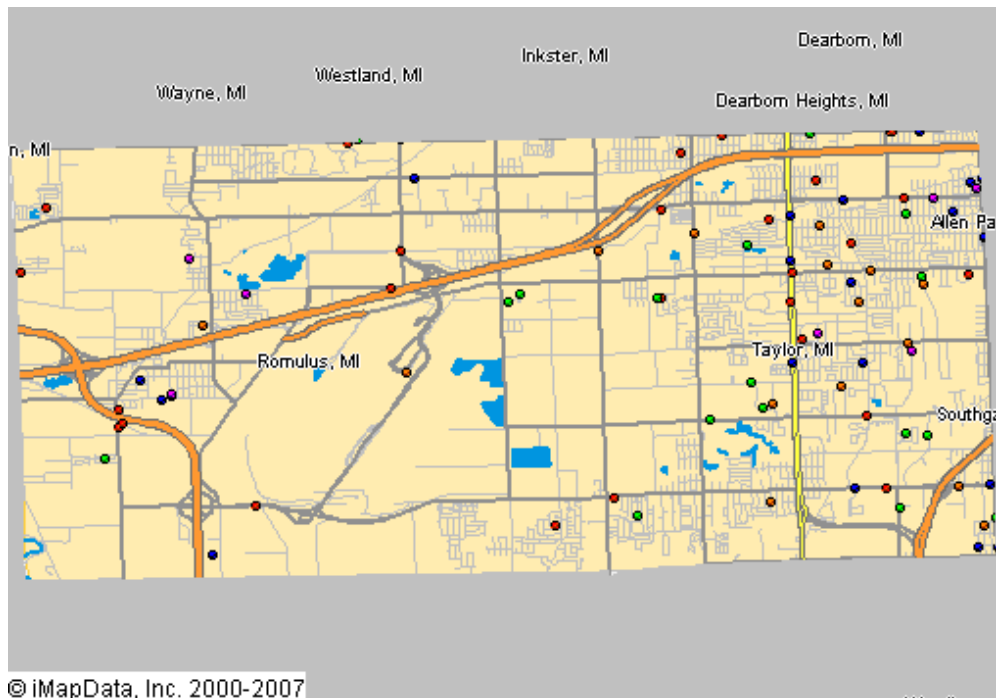 Dearborn, MI
Inkster, MI
Westland, MI
Wayne, MI
Dearborn Heights, MI
n, MI
Allen Pa
Taylor, MI
Romulus, MI
Southga
© iMapData, Inc. 2000-2007